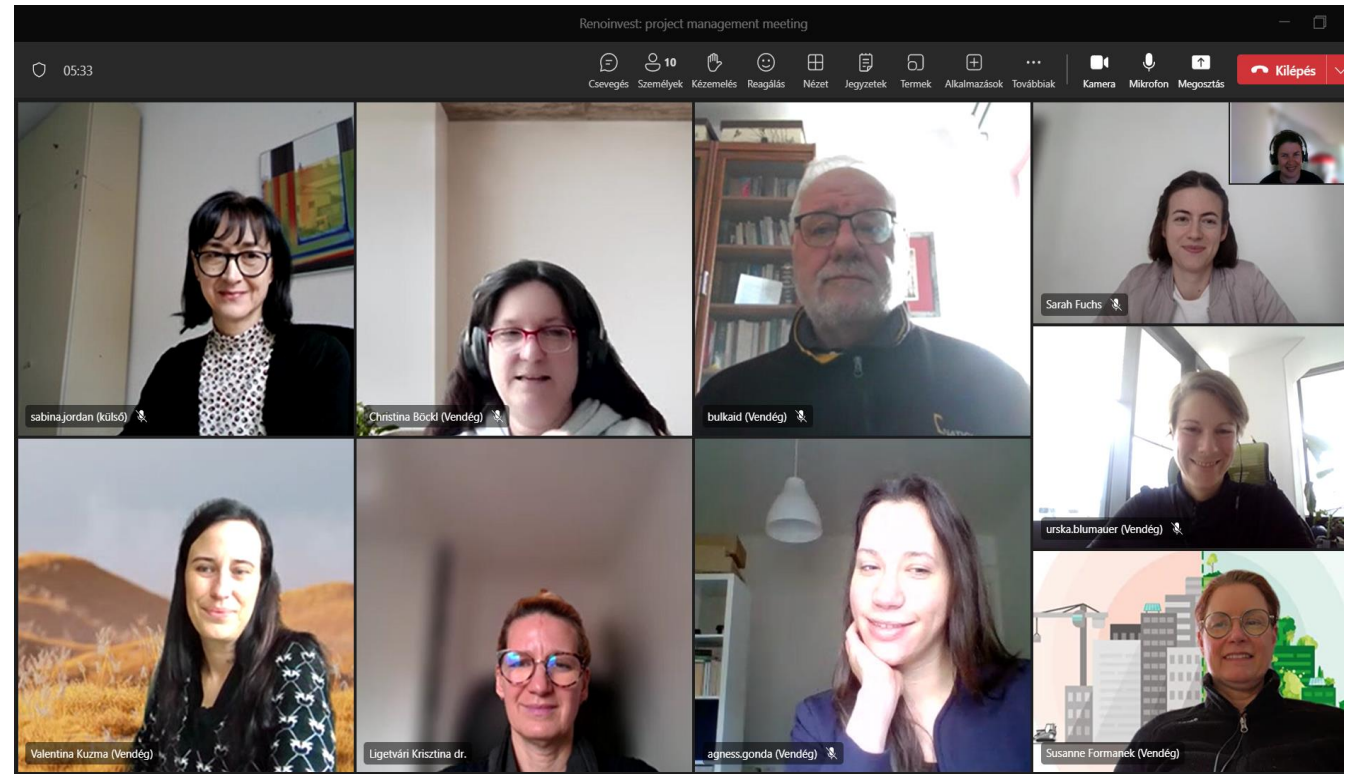 Renoinvest: project management meeting
05:33
10
Csevegés Személyek Kézemelés Reagálás Nézet Jegyzetek Termek Alkalmazások Továbbiak Kamera Mikrofon Megosztás Kilépés
sabina.jordan (külső)
Christina Böckl (Vendég)
bulkaid (Vendég)
Sarah Fuchs
urska.blumauer (Vendég)
Valentina Kuzma (Vendég)
Ligetvári Krisztina dr.
agness.gonda (Vendég)
Susanne Formanek (Vendég)